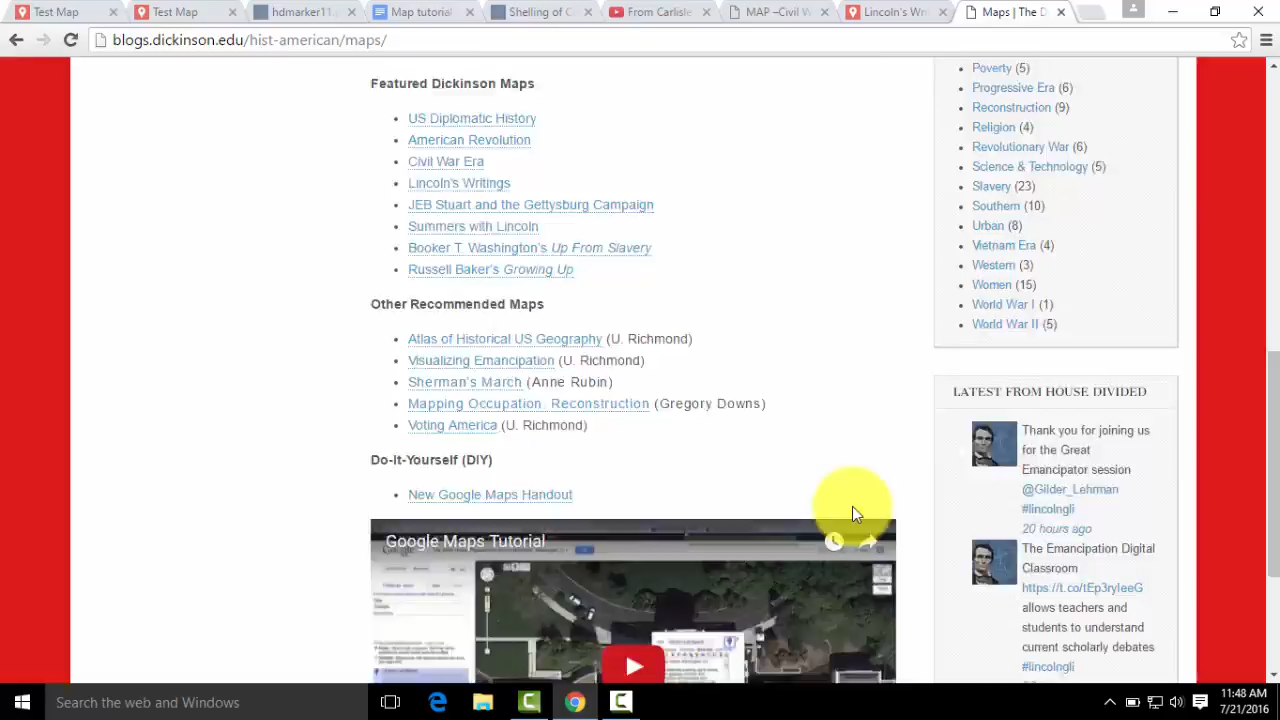 Test Map
Test Map
hdmarker11.
Map tutorial
Shelling of C
From Carlisle
MAP –Civil W
Lincoln's Wri
Maps | The D
blogs.dickinson.edu/hist-american/maps/
Featured Dickinson Maps
US Diplomatic History
American Revolution
Civil War Era
Lincoln's Writings
JEB Stuart and the Gettysburg Campaign
Summers with Lincoln
Booker T. Washington's Up From Slavery
Russell Baker's Growing Up
Other Recommended Maps
Atlas of Historical US Geography (U. Richmond)
Visualizing Emancipation (U. Richmond)
Sherman's March (Anne Rubin)
Mapping Occupation, Reconstruction (Gregory Downs)
Voting America (U. Richmond)
Do-It-Yourself (DIY)
New Google Maps Handout
Google Maps Tutorial
Poverty (5)
Progressive Era (6)
Reconstruction (9)
Religion (4)
Revolutionary War (6)
Science & Technology (5)
Slavery (23)
Southern (10)
Urban (8)
Vietnam Era (4)
Western (3)
Women (15)
World War I (1)
World War II (5)
LATEST FROM HOUSE DIVIDED
Thank you for joining us
for the Great
Emancipator session
@Gilder_Lehrman
#lincolngli
20 hours ago
The Emancipation Digital
Classroom
https://t.co/tEp3ryIeeG
allows teachers and
students to understand
current scholarly debates
#lincolngli
Search the web and Windows
11:48 AM
7/21/2016